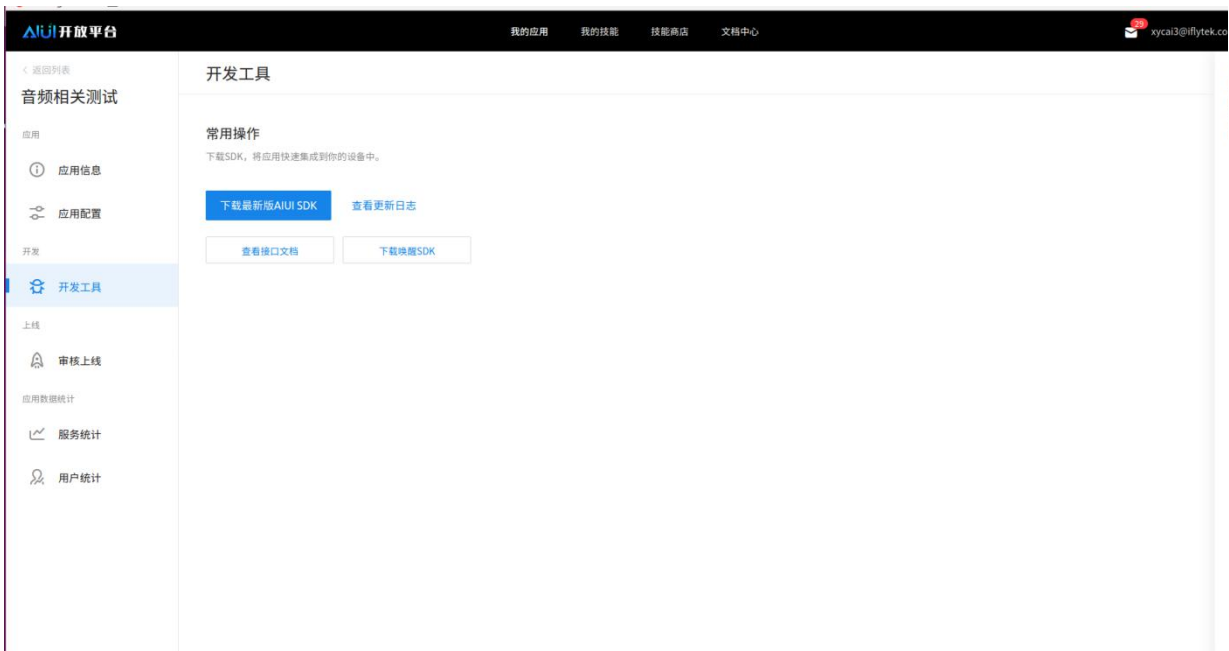 AIUI开放平台
我的应用 我的技能 技能商店 文档中心
29
xycai3@iflytek.co
< 返回列表
音频相关测试
应用
应用信息
应用配置
开发
开发工具
上线
审核上线
应用数据统计
服务统计
用户统计
开发工具
常用操作
下载SDK，将应用快速集成到你的设备中。
下载最新版AIUI SDK 查看更新日志
查看接口文档 下载唤醒SDK